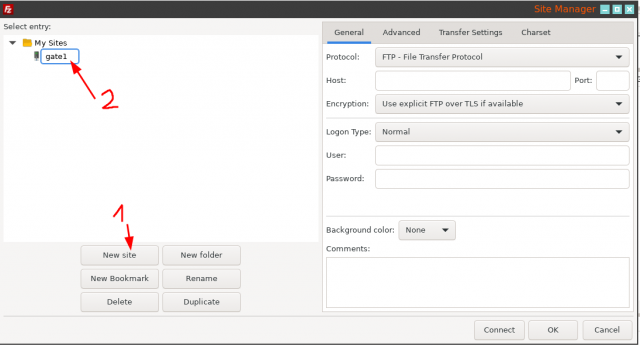 Fz
Site Manager
Select entry:
My Sites
gate1
2
1
New site
New folder
New Bookmark
Rename
Delete
Duplicate
General
Advanced
Transfer Settings
Charset
Protocol:
FTP - File Transfer Protocol
Host:
Port:
Encryption:
Use explicit FTP over TLS if available
Logon Type:
Normal
User:
Password:
Background color:
None
Comments:
Connect
OK
Cancel